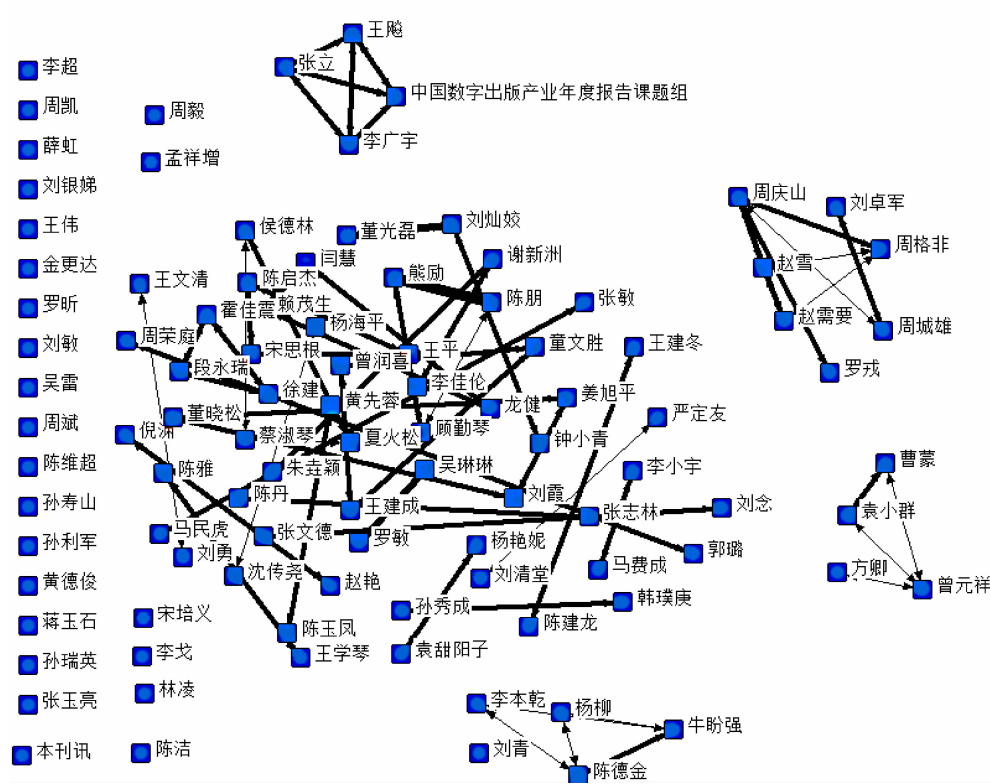 王飚
张立
中国数字出版产业年度报告课题组
李广宇
李超
周凯
薛虹
刘银娣
王伟
金更达
罗昕
刘敏
吴雷
周斌
陈维超
孙寿山
孙利军
黄德俊
蒋玉石
孙瑞英
张玉亮
本刊讯
周毅
孟祥增
宋培义
李戈
林凌
陈洁
侯德林
董光磊
刘灿姣
闫慧
谢新洲
王文清
陈启杰
熊励
霍佳震
赖茂生
陈朋
张敏
周荣庭
杨海平
宋思根
曾润喜
王平
童文胜
王建冬
段永瑞
徐建
李佳伦
黄先蓉
龙健
姜旭平
严定友
董晓松
倪渊
蔡淑琴
夏火松
顾勤琴
钟小青
陈雅
朱垚颖
吴琳琳
李小宇
陈丹
王建成
刘霞
张志林
刘念
马民虎
张文德
罗敏
杨艳妮
郭璐
刘勇
沈传尧
赵艳
刘清堂
马费成
孙秀成
韩璞庚
陈玉凤
王学琴
袁甜阳子
陈建龙
周庆山
刘卓军
周格非
赵雪
赵需要
周城雄
罗戎
曹蒙
袁小群
方卿
曾元祥
李本乾
杨柳
牛盼强
刘青
陈德金